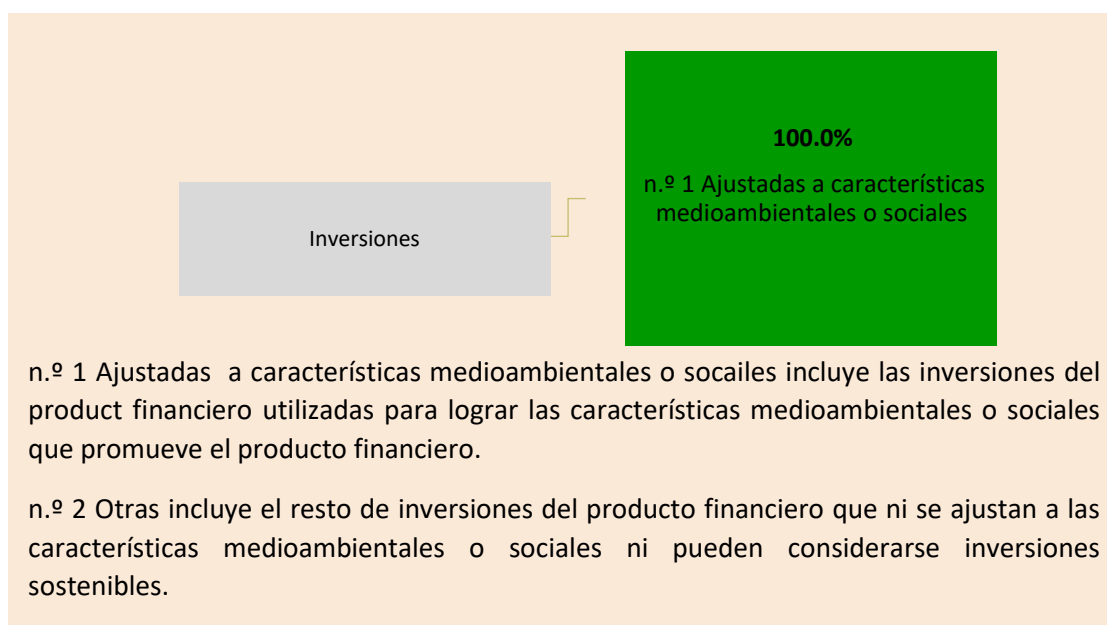 100.0%
n.º 1 Ajustadas a características
medioambientales o sociales
Inversiones
n.º 1 Ajustadas  a características medioambientales o socailes incluye las inversiones del
product financiero utilizadas para lograr las características medioambientales o sociales
que promueve el producto financiero.
n.º 2 Otras incluye el resto de inversiones del producto financiero que ni se ajustan a las
características medioambientales o sociales ni pueden considerarse inversiones
sostenibles.